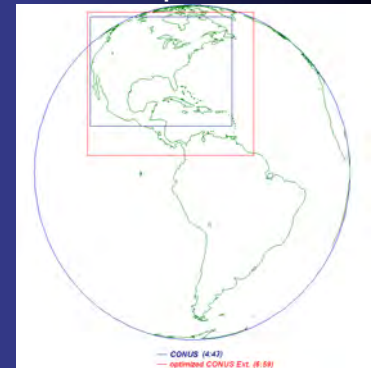 — CONUS (4:43)
— optimized CONUS Ext. (6:59)